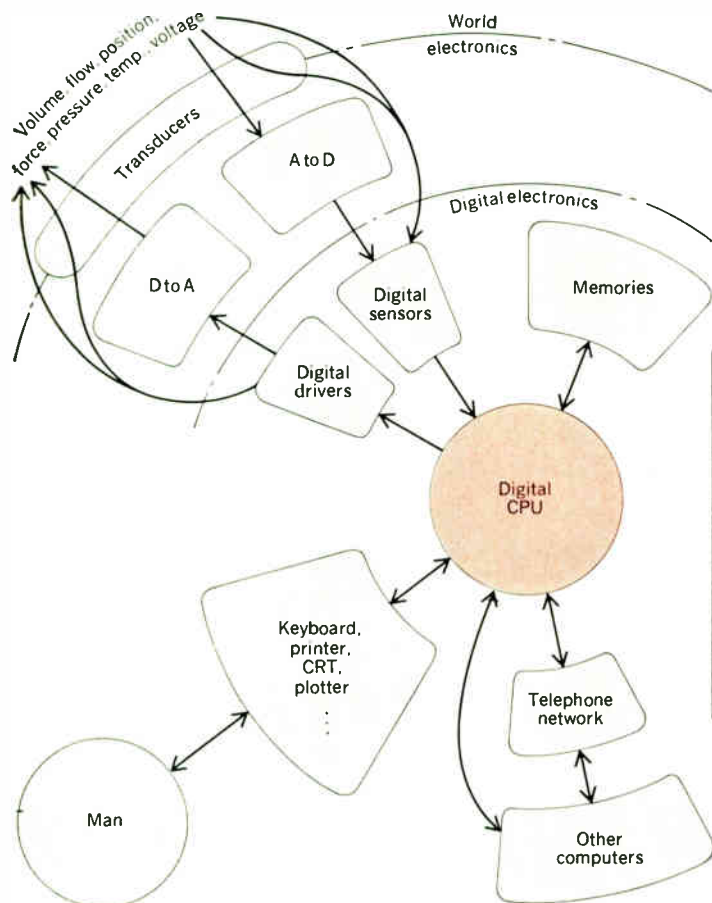 World
electronics
Volume, flow, position,
force, pressure, temp., voltage
Transducers
A to D
Digital electronics
D to A
Digital
sensors
Memories
Digital
drivers
Digital
CPU
Keyboard,
printer,
CRT,
plotter
...
Telephone
network
Man
Other
computers